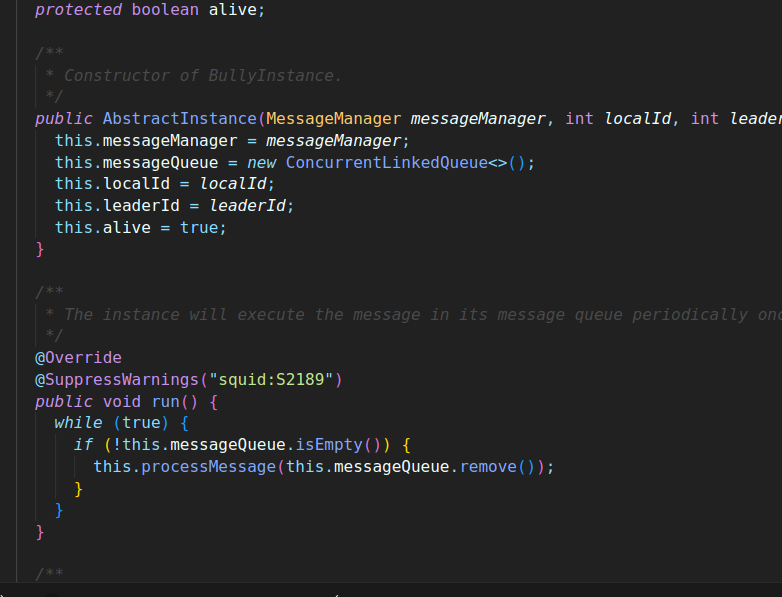 protected boolean alive;
/**
* Constructor of BullyInstance.
*/
public AbstractInstance(MessageManager messageManager, int localId, int leader
this.messageManager = messageManager;
this.messageQueue = new ConcurrentLinkedQueue<>();
this.localId = localId;
this.leaderId = leaderId;
this.alive = true;
}
/**
* The instance will execute the message in its message queue periodically onc
*/
@Override
@SuppressWarnings("squid:S2189")
public void run() {
while (true) {
if (!this.messageQueue.isEmpty()) {
this.processMessage(this.messageQueue.remove());
}
}
}
/**